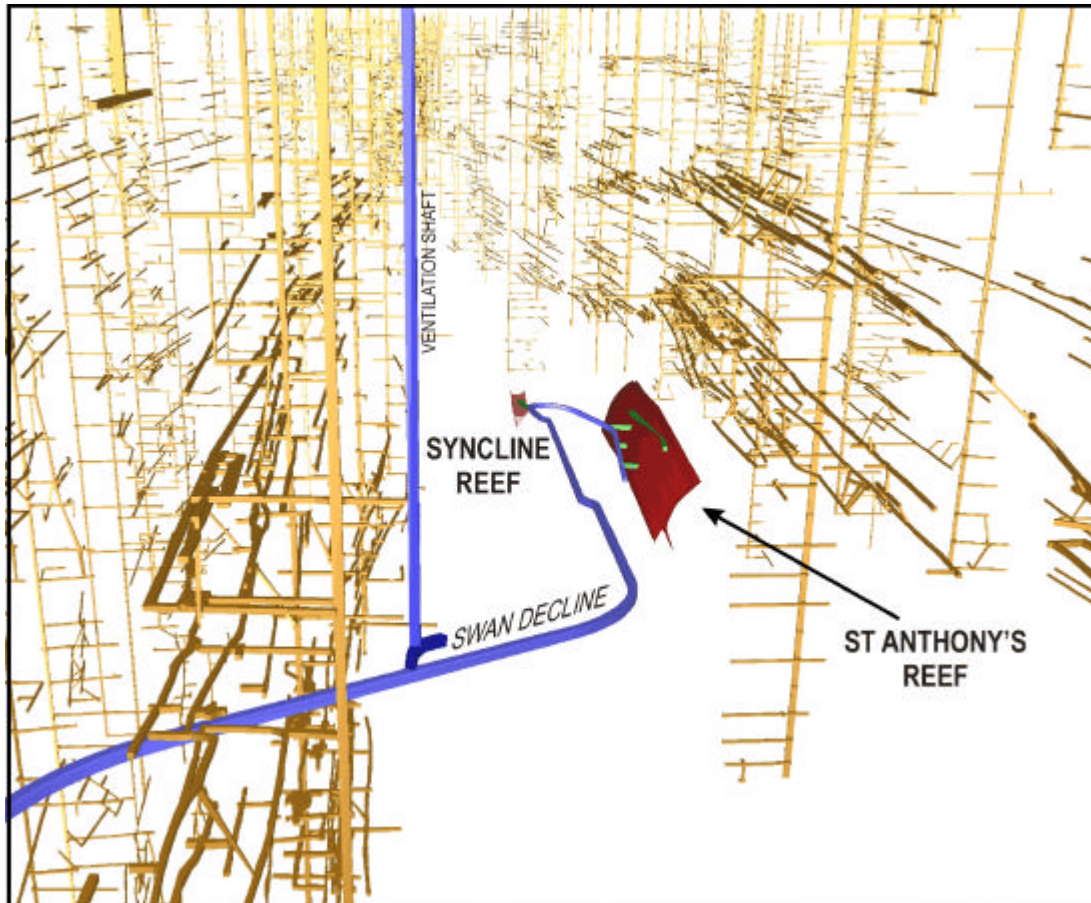 VENTILATION SHAFT
SYNCLINE
REEF
SWAN DECLINE
ST ANTHONY'S
REEF